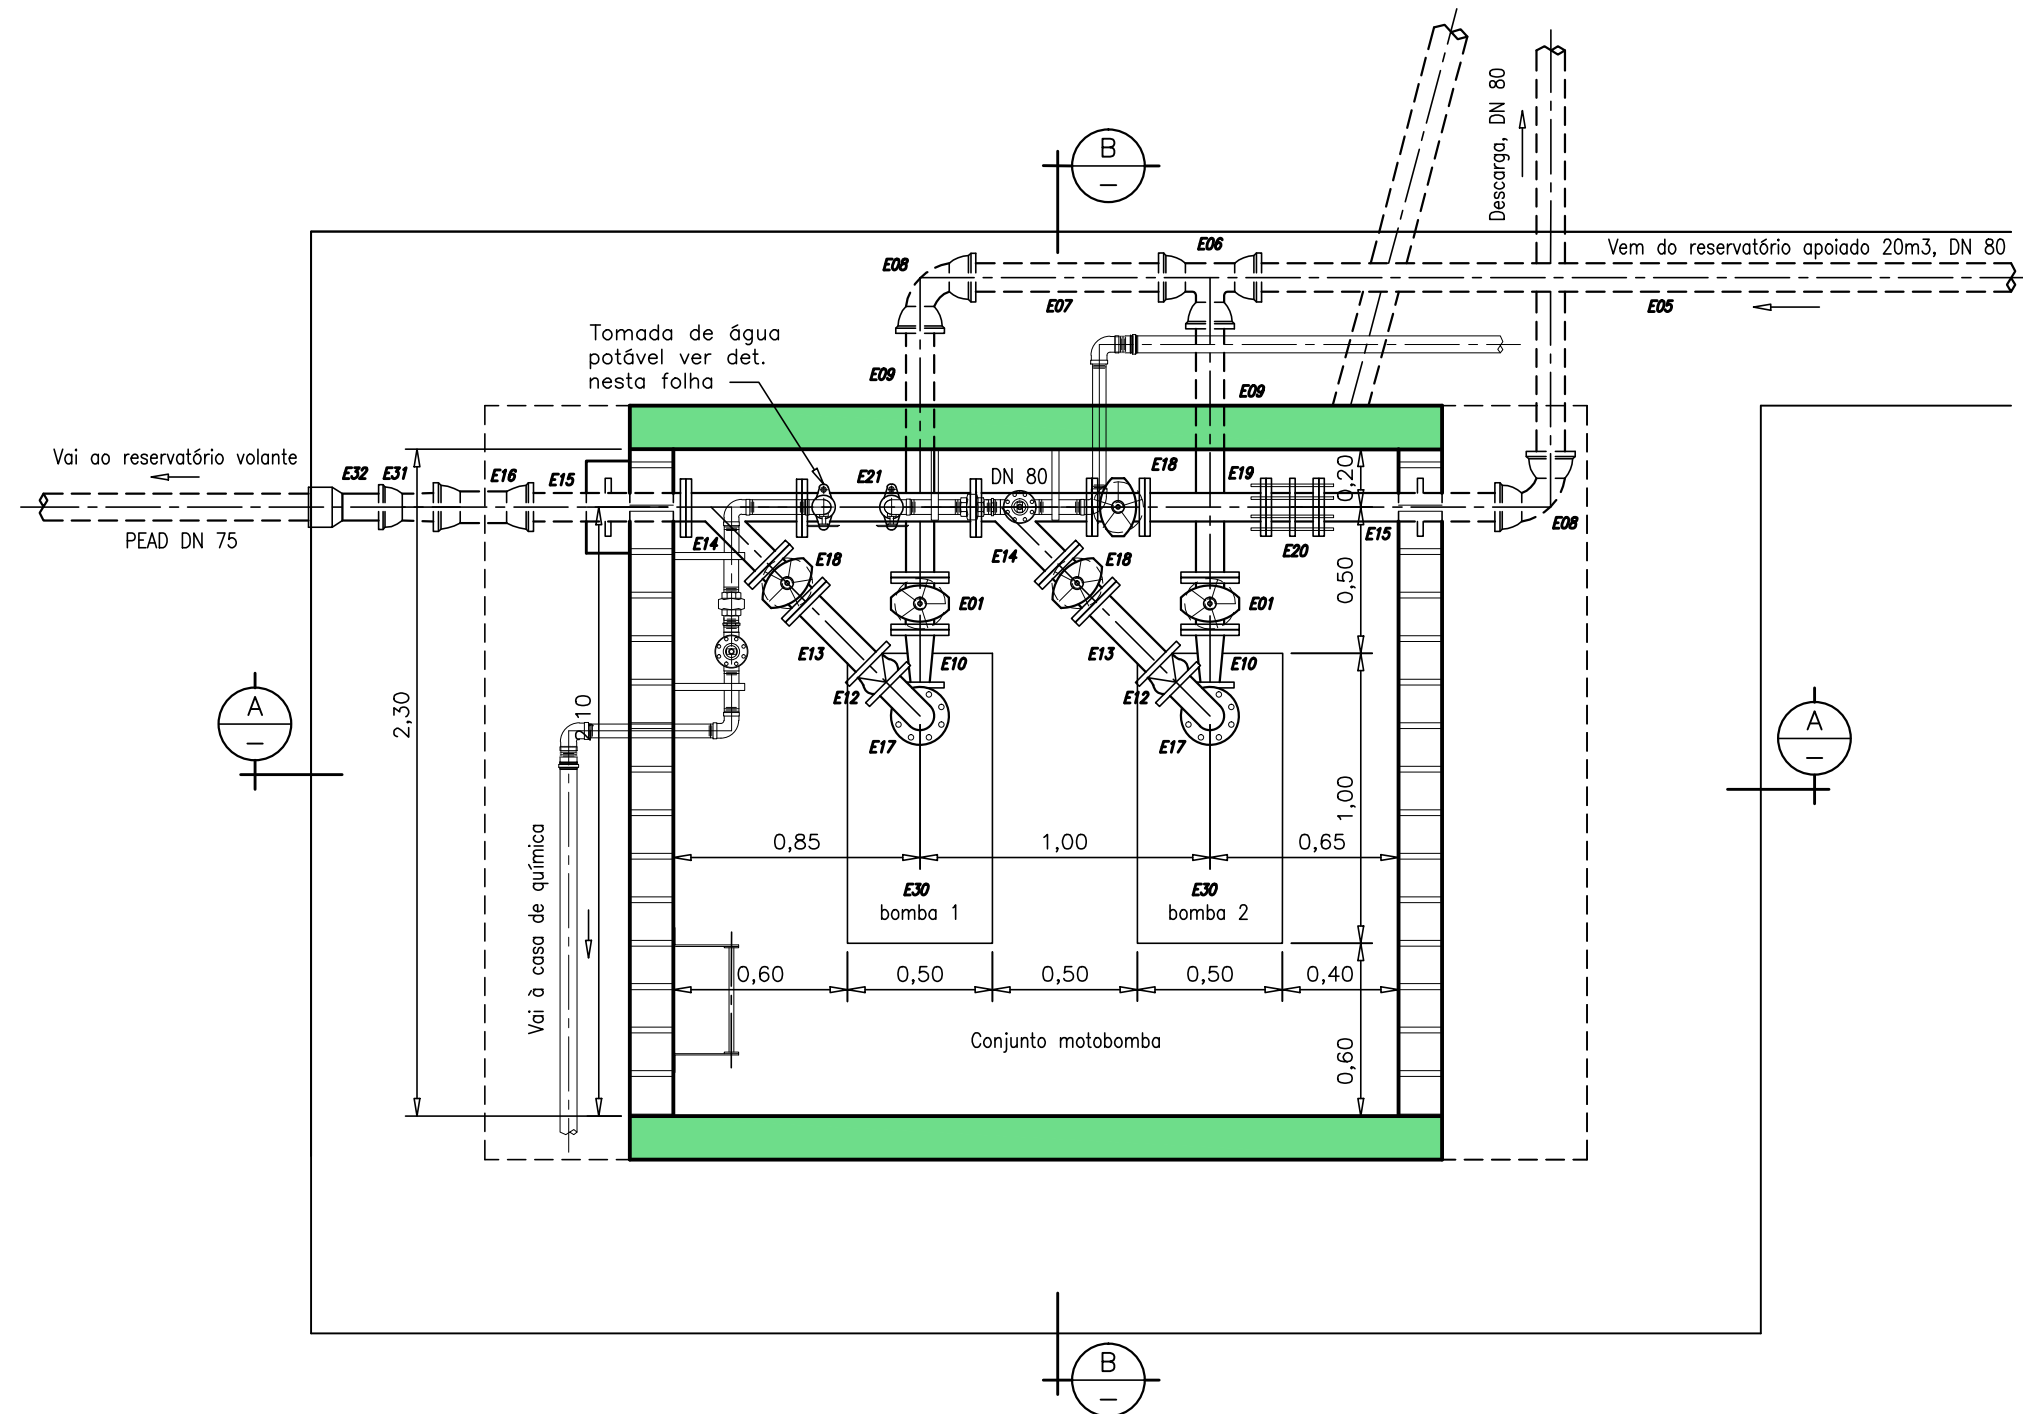 B
–
Descarga, DN 80
E06
Vem do reservatório apoiado 20m3, DN 80
E08
E07
E05
Tomada de água
potável ver det.
nesta folha
E09
E09
Vai ao reservatório volante
E32
E31
E16
E15
E21
DN 80
E18
E19
0,20
PEAD DN 75
E14
E18
E14
E18
E20
E15
E08
0,50
E01
E01
E13
E10
E13
E10
E12
E12
2,30
2,10
E17
E17
A
–
A
–
1,00
0,85
1,00
0,65
Vai à casa de química
E30
bomba 1
E30
bomba 2
0,60
0,50
0,50
0,50
0,40
Conjunto motobomba
0,60
B
–